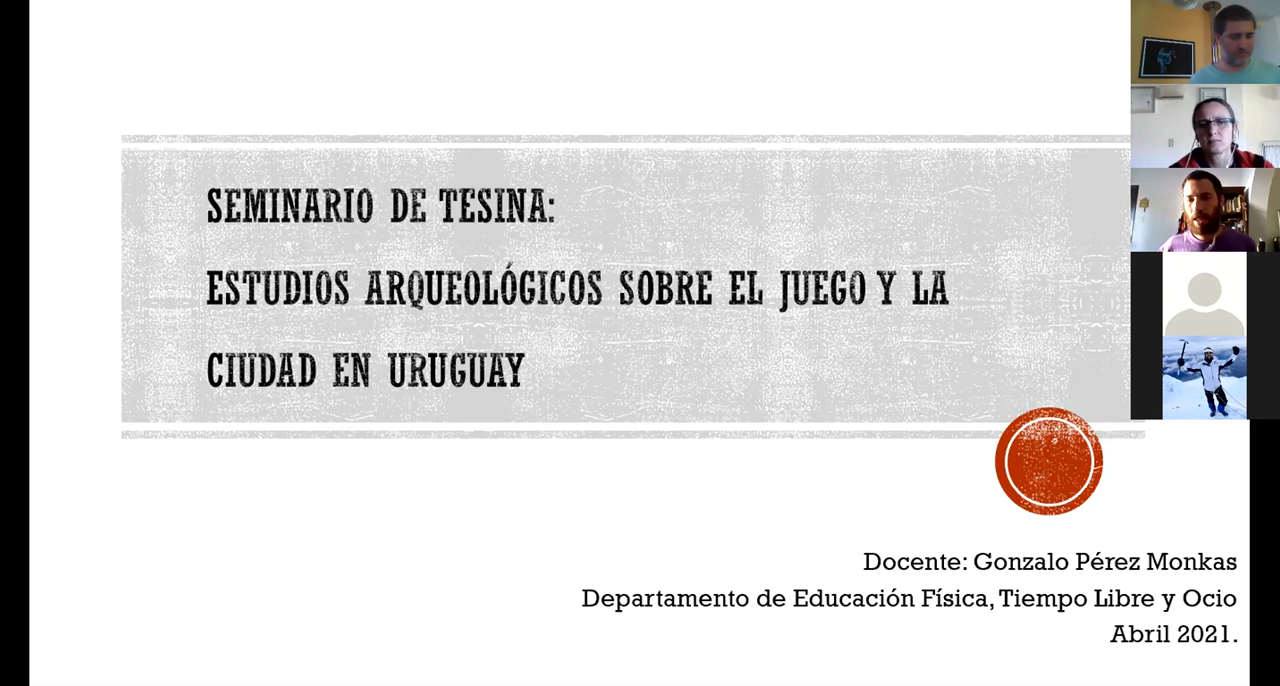 SEMINARIO DE TESINA:
ESTUDIOS ARQUEOLÓGICOS SOBRE EL JUEGO Y LA
CIUDAD EN URUGUAY
Docente: Gonzalo Pérez Monkas
Departamento de Educación Física, Tiempo Libre y Ocio
Abril 2021.